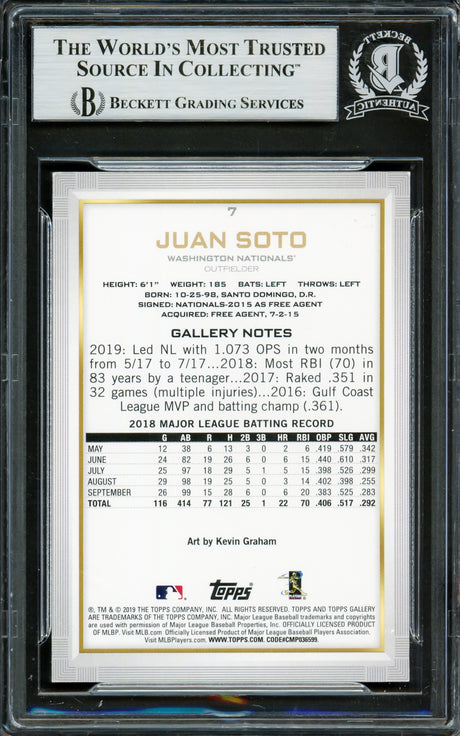 THE WORLD'S MOST TRUSTED
SOURCE IN COLLECTING™
B BECKETT GRADING SERVICES
BECKETT
B
AUTHENTIC
7
JUAN SOTO
WASHINGTON NATIONALS®
OUTFIELDER
HEIGHT: 6'1" WEIGHT: 185 BATS: LEFT THROWS: LEFT
BORN: 10-25-98, SANTO DOMINGO, D.R.
SIGNED: NATIONALS-2015 AS FREE AGENT
ACQUIRED: FREE AGENT, 7-2-15
GALLERY NOTES
2019: Led NL with 1.073 OPS in two months
from 5/17 to 7/17...2018: Most RBI (70) in
83 years by a teenager...2017: Raked .351 in
32 games (multiple injuries)...2016: Gulf Coast
League MVP and batting champ (.361).
2018 MAJOR LEAGUE BATTING RECORD
G AB R H 2B 3B HR RBI OBP SLG AVG
MAY 12 38 6 13 3 0 2 6 .419 .579 .342
JUNE 24 82 19 26 6 0 6 15 .440 .610 .317
JULY 25 97 18 29 5 1 5 15 .398 .526 .299
AUGUST 29 98 19 25 5 0 3 14 .402 .398 .255
SEPTEMBER 26 99 15 28 6 0 6 20 .383 .525 .283
TOTAL 116 414 77 121 25 1 22 70 .406 .517 .292
Art by Kevin Graham
topps
®, TM & © 2019 THE TOPPS COMPANY, INC. ALL RIGHTS RESERVED. TOPPS AND TOPPS GALLERY
ARE TRADEMARKS OF THE TOPPS COMPANY, INC. Major League Baseball trademarks and copyrights
are used with permission of Major League Baseball Properties, Inc. OFFICIALLY LICENSED PRODUCT
OF MLBP. Visit MLB.com. Officially Licensed Product of Major League Baseball Players Association.
Visit MLBPlayers.com. WWW.TOPPS.COM. CODE#CMP036599.